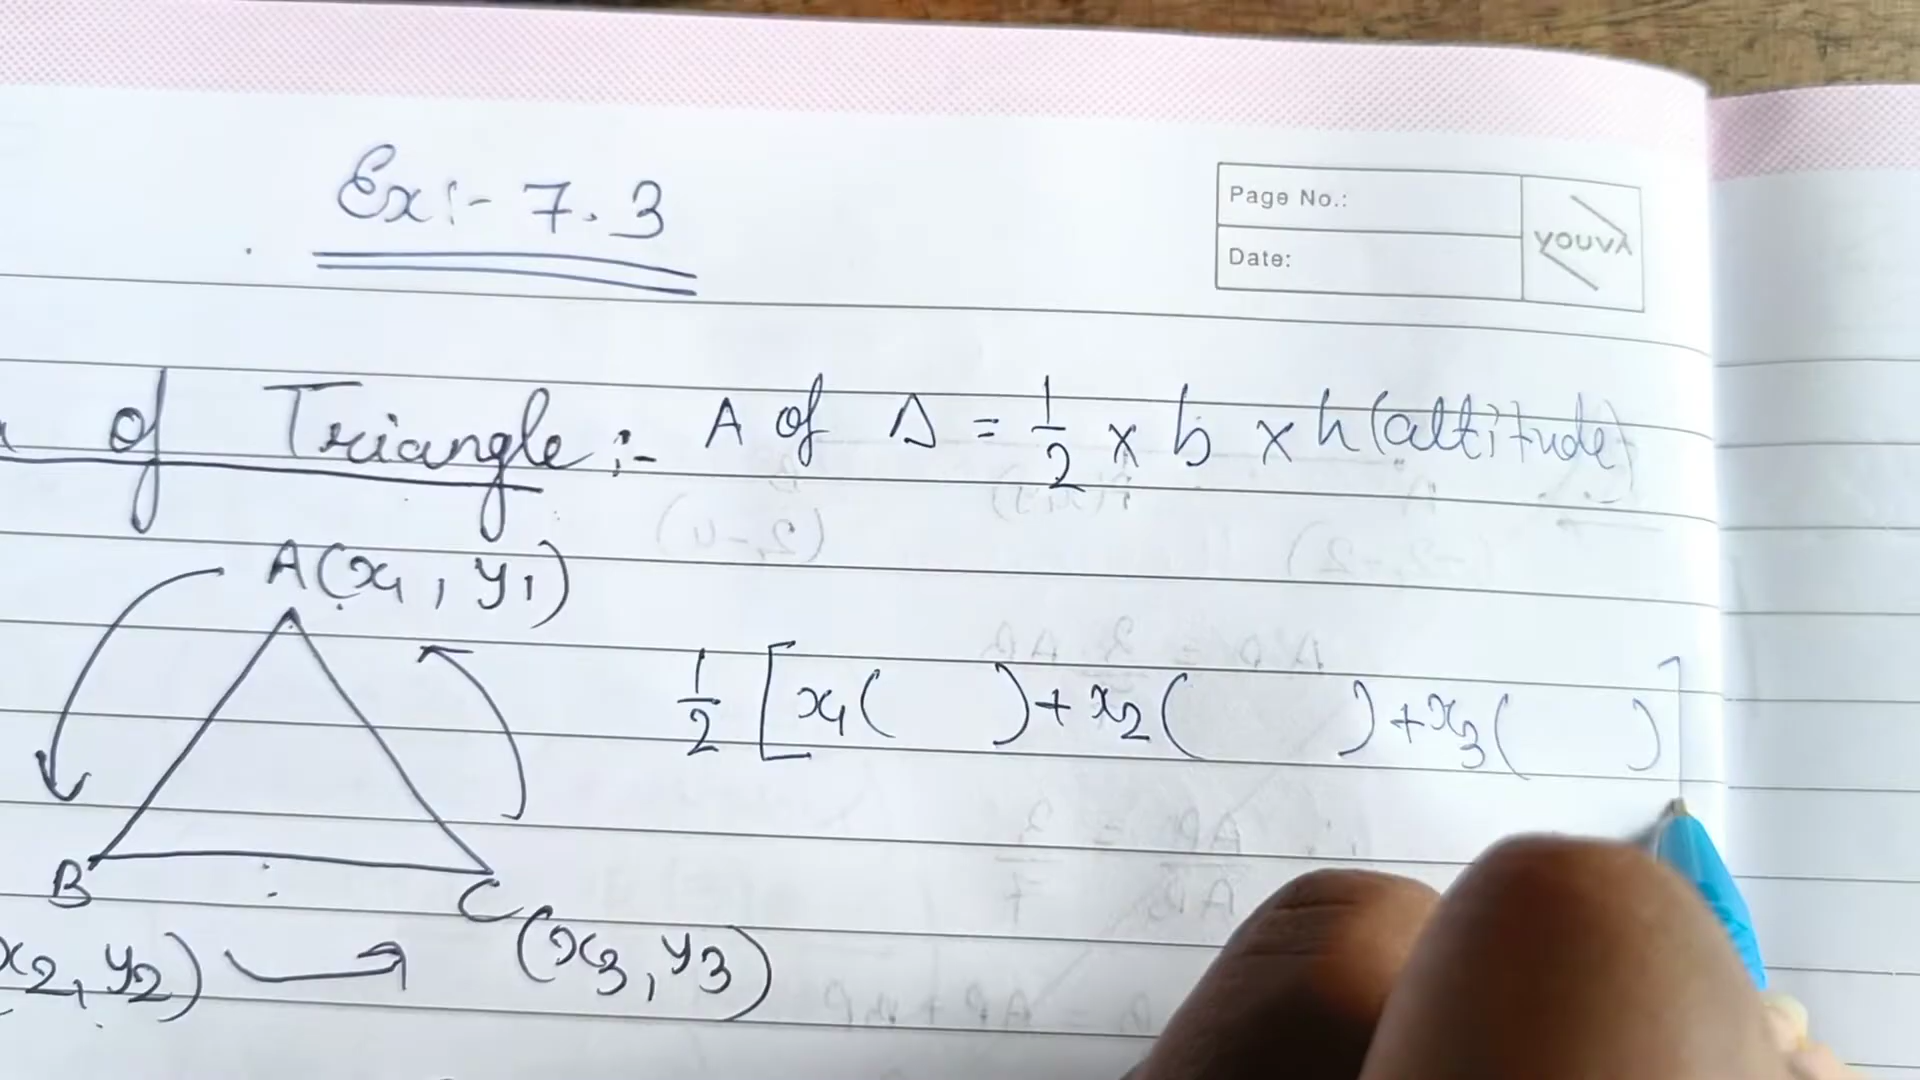 Ex:- 7.3
Page No.:
Date:
YOUVA
of Triangle:- A of Δ = 1/2 x b x h(altitude)
A(x1, y1)
1/2 [x1( )+x2( )+x3( )]
B
C
x2, y2)
(x3, y3)